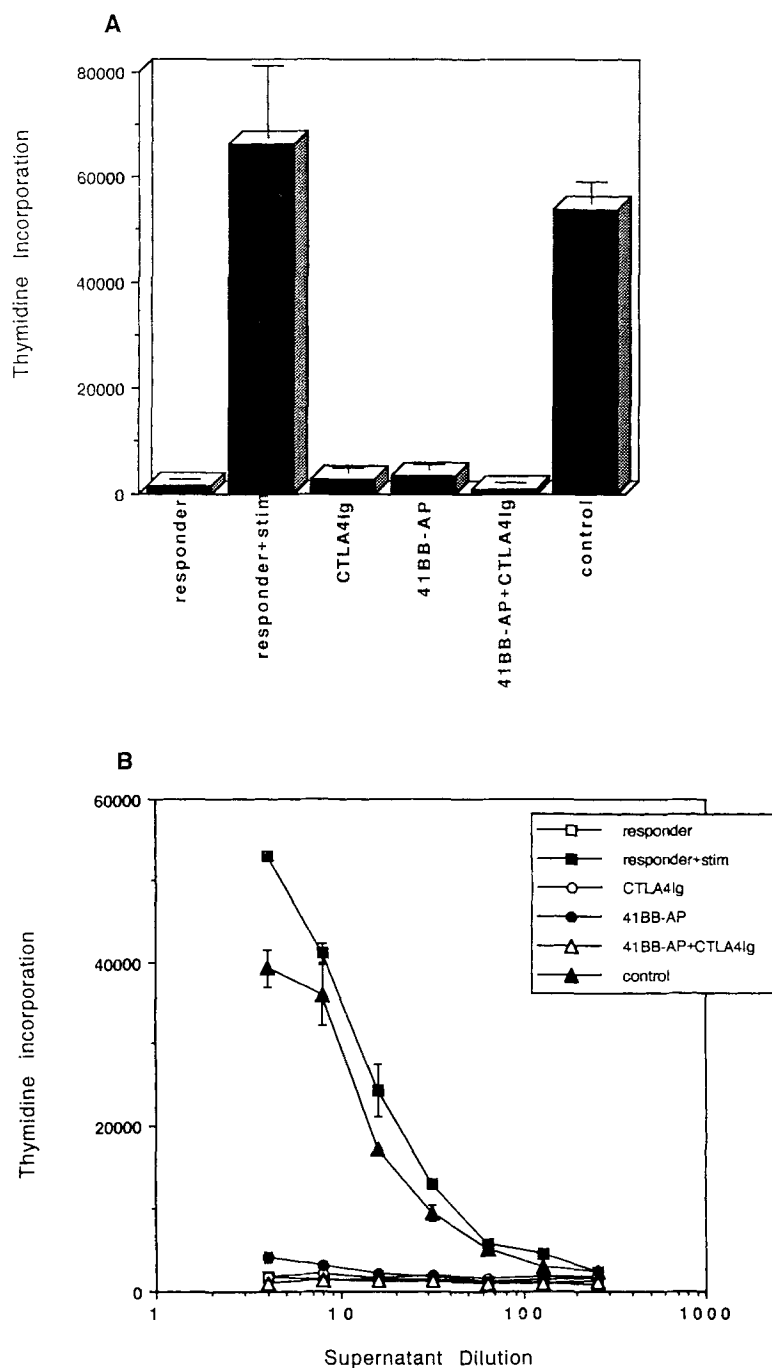 A
Thymidine Incorporation
80000
60000
40000
20000
0
responder
responder+stim
CTLA4Ig
41BB-AP
41BB-AP+CTLA4Ig
control
B
Thymidine incorporation
60000
40000
20000
0
1
10
100
1000
Supernatant Dilution
responder
responder+stim
CTLA4Ig
41BB-AP
41BB-AP+CTLA4Ig
control